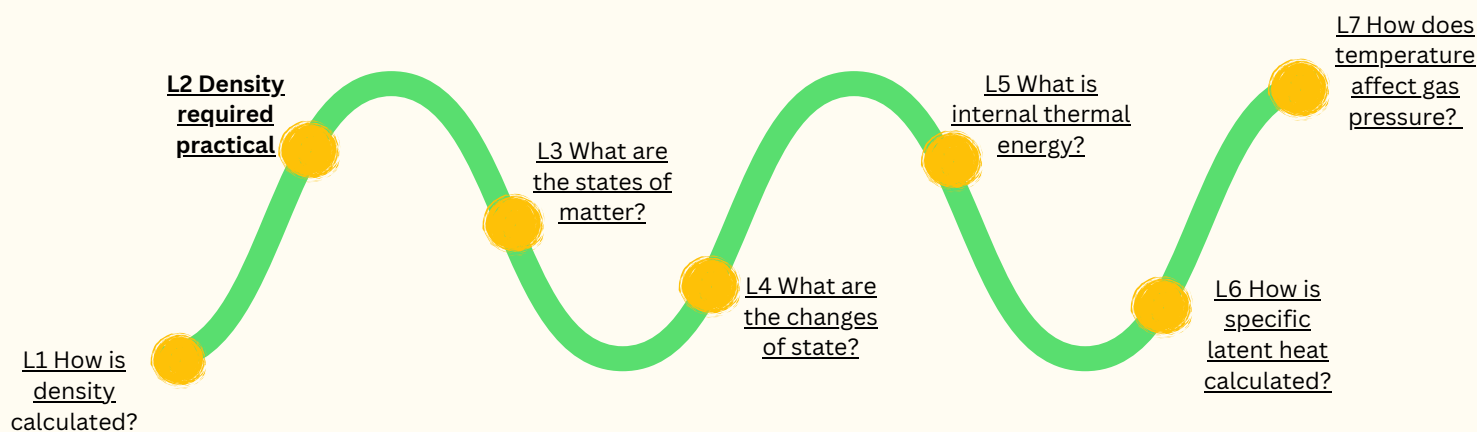 L1 How is
density
calculated?
L2 Density
required
practical
L3 What are
the states of
matter?
L4 What are
the changes
of state?
L5 What is
internal thermal
energy?
L6 How is
specific
latent heat
calculated?
L7 How does
temperature
affect gas
pressure?